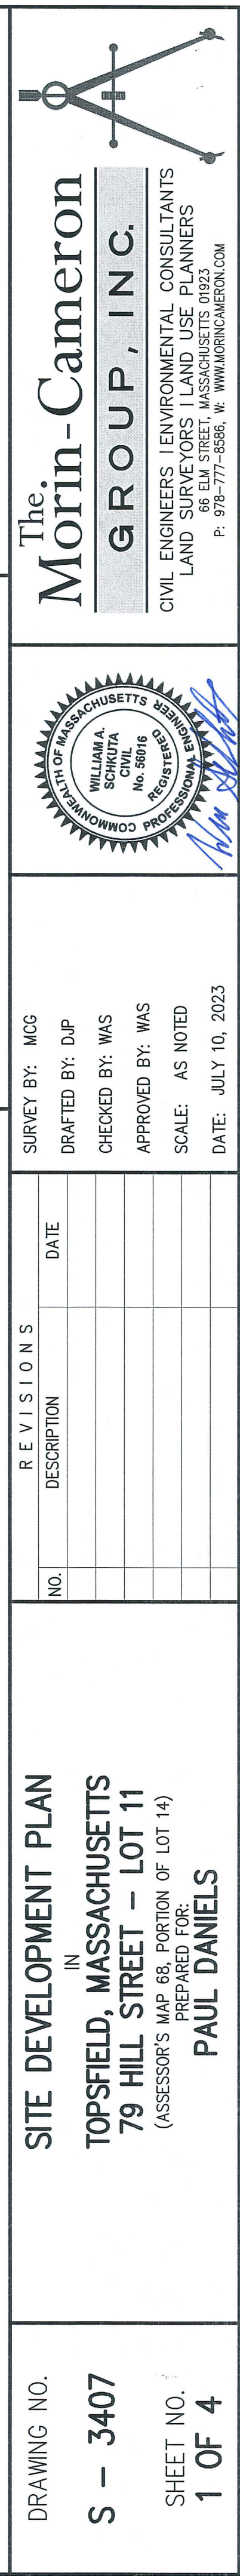 The
Morin-Cameron
GROUP, INC.
CIVIL ENGINEERS | ENVIRONMENTAL CONSULTANTS
LAND SURVEYORS | LAND USE PLANNERS
66 ELM STREET, MASSACHUSETTS 01923
P: 978-777-8586, W: WWW.MORINCAMERON.COM
COMMONWEALTH OF MASSACHUSETTS
WILLIAM A.
SCHKUTA
CIVIL
No. 56016
REGISTERED
PROFESSIONAL ENGINEER
SURVEY BY: MCG
DRAFTED BY: DJP
CHECKED BY: WAS
APPROVED BY: WAS
SCALE: AS NOTED
DATE: JULY 10, 2023
REVISIONS
NO. DESCRIPTION DATE
SITE DEVELOPMENT PLAN
IN
TOPSFIELD, MASSACHUSETTS
79 HILL STREET – LOT 11
(ASSESSOR'S MAP 68, PORTION OF LOT 14)
PREPARED FOR:
PAUL DANIELS
DRAWING NO.
S – 3407
SHEET NO.
1 OF 4